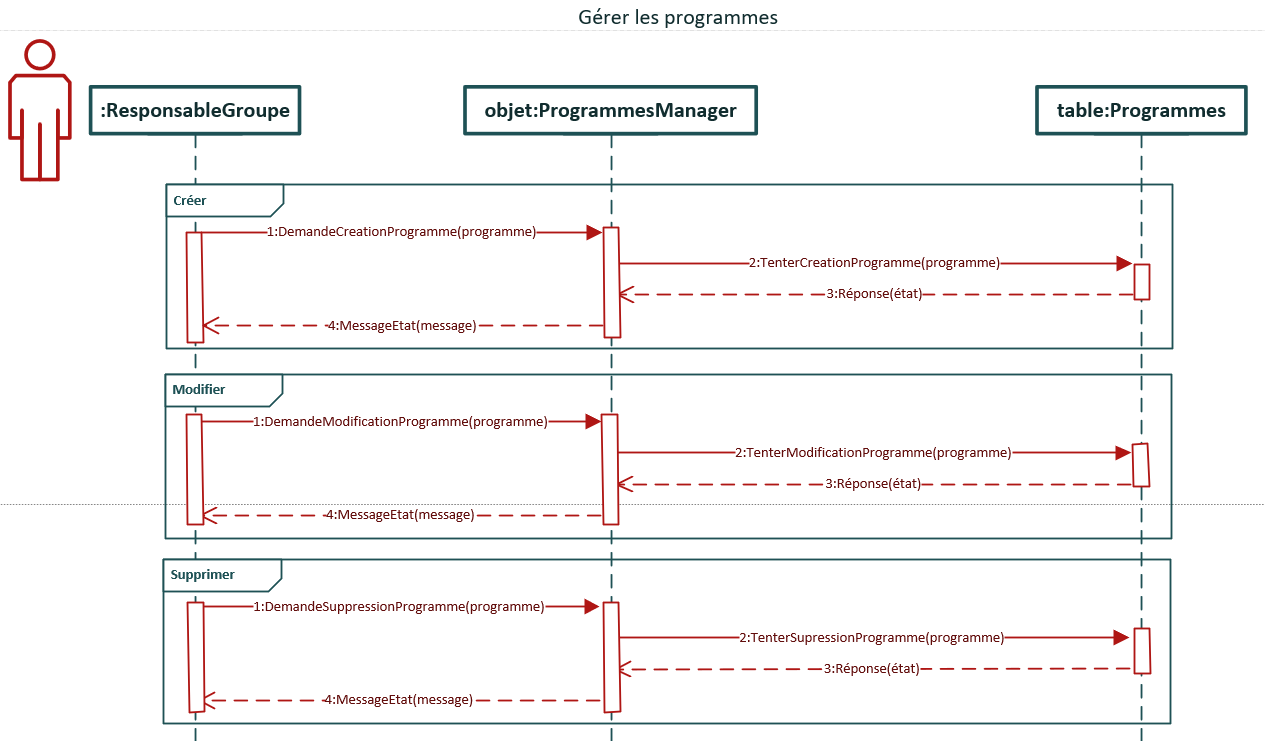 Gérer les programmes
:ResponsableGroupe
objet:ProgrammesManager
table:Programmes
Créer
1:DemandeCreationProgramme(programme)
2:TenterCreationProgramme(programme)
3:Réponse(état)
4:MessageEtat(message)
Modifier
1:DemandeModificationProgramme(programme)
2:TenterModificationProgramme(programme)
3:Réponse(état)
4:MessageEtat(message)
Supprimer
1:DemandeSuppressionProgramme(programme)
2:TenterSupressionProgramme(programme)
3:Réponse(état)
4:MessageEtat(message)